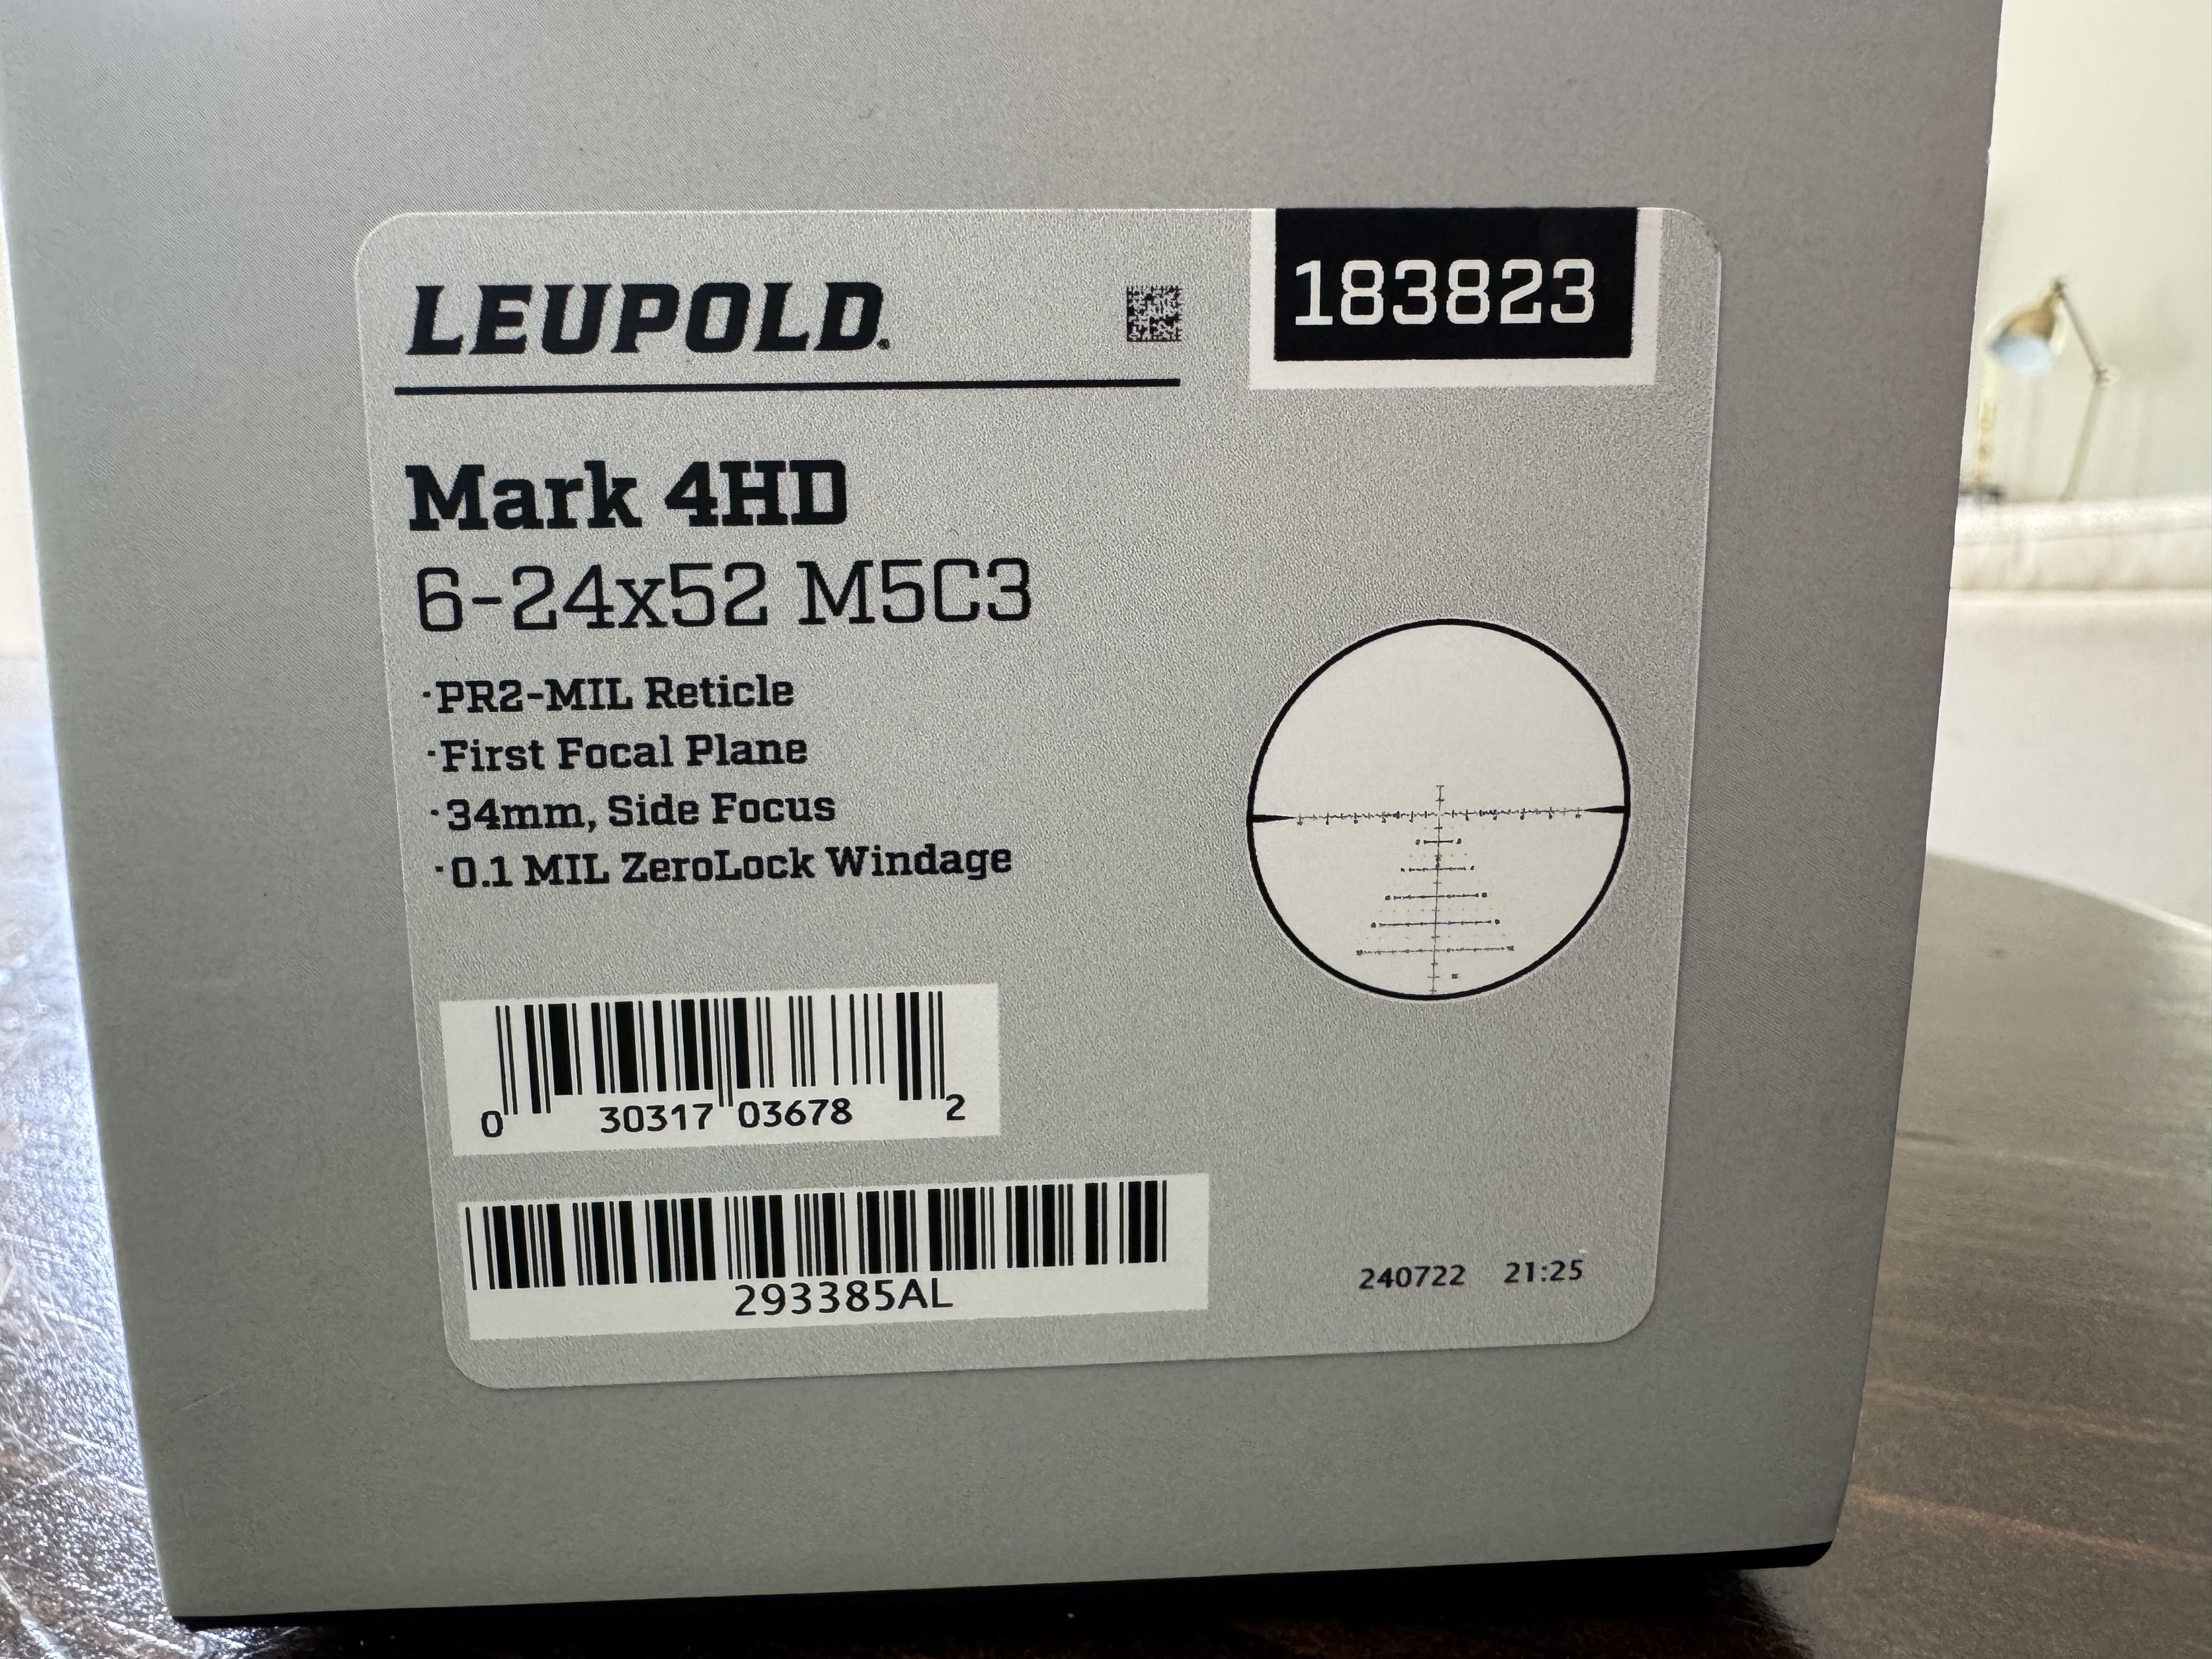 LEUPOLD.
183823
Mark 4HD
6-24x52 M5C3
·PR2-MIL Reticle
·First Focal Plane
·34mm, Side Focus
·0.1 MIL ZeroLock Windage
0 30317 03678 2
293385AL
240722 21:25